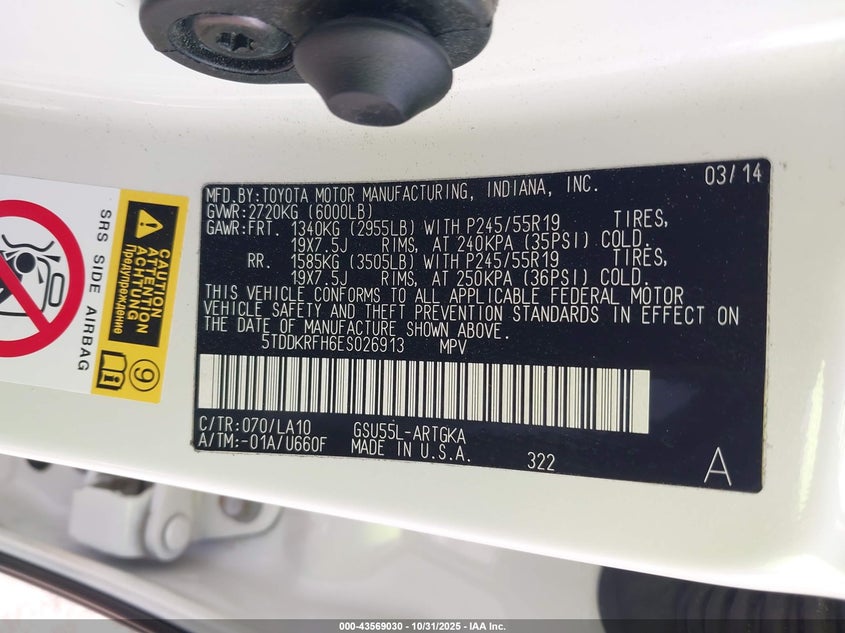 03/14
MFD.BY:TOYOTA MOTOR MANUFACTURING, INDIANA, INC.
GVWR:2720KG (6000LB)
GAWR:FRT. 1340KG (2955LB) WITH P245/55R19 TIRES,
19X7.5J RIMS, AT 240KPA (35PSI) COLD.
RR. 1585KG (3505LB) WITH P245/55R19 TIRES,
19X7.5J RIMS, AT 250KPA (36PSI) COLD.
THIS VEHICLE CONFORMS TO ALL APPLICABLE FEDERAL MOTOR
VEHICLE SAFETY AND THEFT PREVENTION STANDARDS IN EFFECT ON
THE DATE OF MANUFACTURE SHOWN ABOVE.
5TDDKRFH6ES026913 MPV
C/TR:070/LA10 GSU55L-ARTGKA
A/TM:-01A/U660F MADE IN U.S.A. 322 A
SRS SIDE AIRBAG
CAUTION
ATTENTION
ACHTUNG
Предупреждение
9
000-43569030 - 10/31/2025 - IAA Inc.